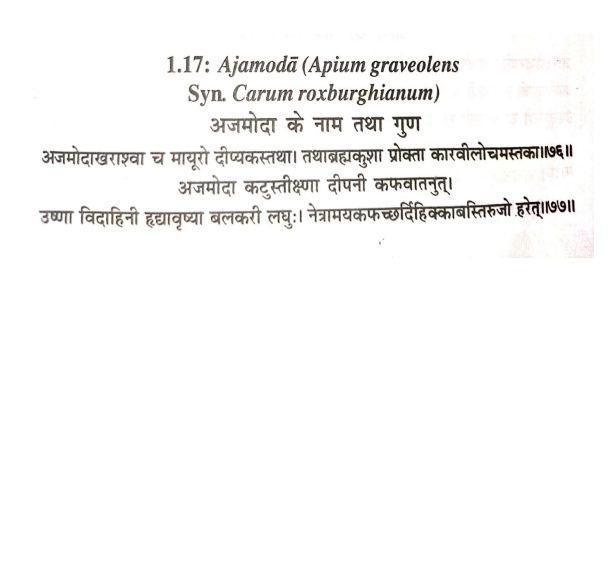 1.17: Ajamodā (Apium graveolens
Syn. Carum roxburghianum)
अजमोदा के नाम तथा गुण
अजमोदाखराश्वा च मायूरो दीप्यकस्तथा। तथाब्रह्मकुशा प्रोक्ता कारवीलोचमस्तका॥७६॥
अजमोदा कटुस्तीक्ष्णा दीपनी कफवातनुत्।
उष्णा विदाहिनी हृद्यावृष्या बलकरी लघुः। नेत्रामयकफच्छर्दिहिक्काबस्तिरुजो हरेत्॥७७॥